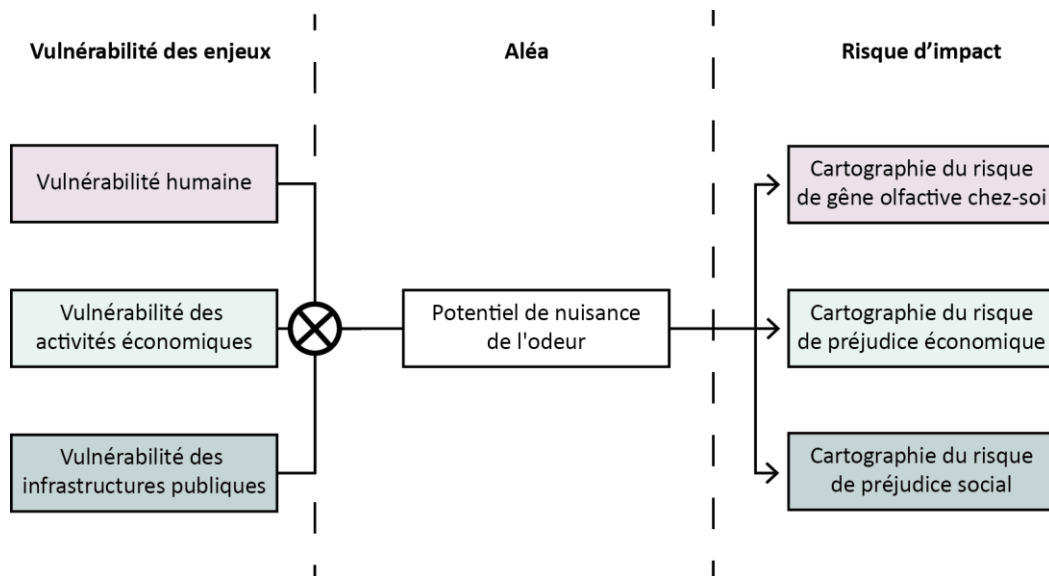 Vulnérabilité des enjeux
Aléa
Risque d’impact
Vulnérabilité humaine
Cartographie du risque
de gêne olfactive chez-soi
Vulnérabilité des
activités économiques
Potentiel de nuisance
de l'odeur
Cartographie du risque
de préjudice économique
Vulnérabilité des
infrastructures publiques
Cartographie du risque
de préjudice social